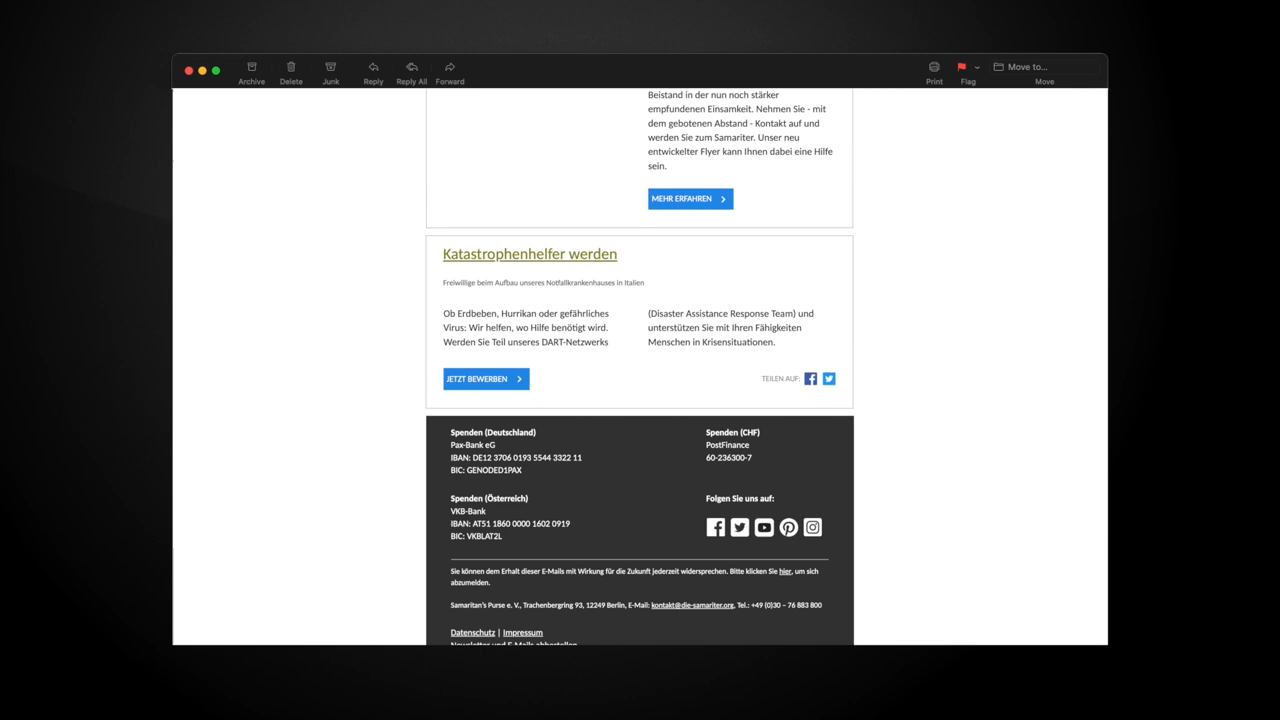 Archive
Delete
Junk
Reply
Reply All
Forward
Print
Flag
Move to...
Move
Beistand in der nun noch stärker
empfundenen Einsamkeit. Nehmen Sie - mit
dem gebotenen Abstand - Kontakt auf und
werden Sie zum Samariter. Unser neu
entwickelter Flyer kann Ihnen dabei eine Hilfe
sein.
MEHR ERFAHREN
Katastrophenhelfer werden
Freiwillige beim Aufbau unseres Notfallkrankenhauses in Italien
Ob Erdbeben, Hurrikan oder gefährliches
Virus: Wir helfen, wo Hilfe benötigt wird.
Werden Sie Teil unseres DART-Netzwerks
(Disaster Assistance Response Team) und
unterstützen Sie mit Ihren Fähigkeiten
Menschen in Krisensituationen.
JETZT BEWERBEN
TEILEN AUF:
Spenden (Deutschland)
Pax-Bank eG
IBAN: DE12 3706 0193 5544 3322 11
BIC: GENODED1PAX
Spenden (CHF)
PostFinance
60-236300-7
Spenden (Österreich)
VKB-Bank
IBAN: AT51 1860 0000 1602 0919
BIC: VKBLAT2L
Folgen Sie uns auf:
Sie können dem Erhalt dieser E-Mails mit Wirkung für die Zukunft jederzeit widersprechen. Bitte klicken Sie hier, um sich
abzumelden.
Samaritan's Purse e. V., Trachenbergring 93, 12249 Berlin, E-Mail: kontakt@die-samariter.org, Tel.: +49 (0)30 – 76 883 800
Datenschutz | Impressum
Newsletter und E-Mails abbestellen